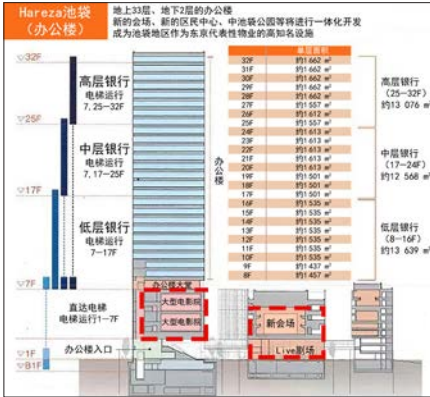 Hareza池袋
(办公楼)
地上33层、地下2层的办公楼
新的会场、新的区民中心、中池袋公园等将进行一体化开发
成为池袋地区作为东京代表性物业的高知名设施
32F
高层银行
电梯运行
7, 25-32F
25F
中层银行
电梯运行
7, 17-25F
17F
低层银行
电梯运行
7-17F
7F
直达电梯
电梯运行1-7F
1F
办公楼入口
B1F
办公楼
办公楼大堂
大型电影院
大型电影院
新会场
Live剧场
单层面积
32F 约1 662 ㎡
31F 约1 662 ㎡
30F 约1 662 ㎡
29F 约1 662 ㎡
28F 约1 662 ㎡
27F 约1 557 ㎡
26F 约1 612 ㎡
25F 约1 557 ㎡
24F 约1 613 ㎡
23F 约1 613 ㎡
22F 约1 613 ㎡
21F 约1 613 ㎡
20F 约1 613 ㎡
19F 约1 501 ㎡
18F 约1 501 ㎡
17F 约1 501 ㎡
16F 约1 535 ㎡
15F 约1 535 ㎡
14F 约1 535 ㎡
13F 约1 535 ㎡
12F 约1 535 ㎡
11F 约1 535 ㎡
10F 约1 535 ㎡
9F 约1 437 ㎡
8F 约1 457 ㎡
高层银行
(25-32F)
约13 076 ㎡
中层银行
(17-24F)
约12 568 ㎡
低层银行
(8-16F)
约13 639 ㎡